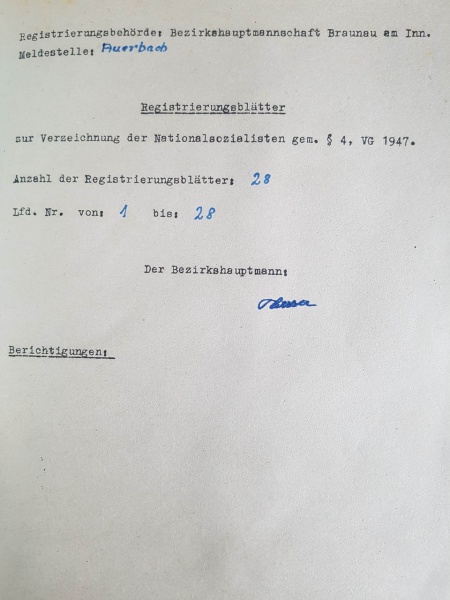 Registrierungsbehörde: Bezirkshauptmannschaft Braunau am Inn.
Meldestelle: Auerbach
Registrierungsblätter
zur Verzeichnung der Nationalsozialisten gem. § 4, VG 1947.
Anzahl der Registrierungsblätter: 28
Lfd. Nr. von: 1 bis: 28
Der Bezirkshauptmann:
Berichtigungen: